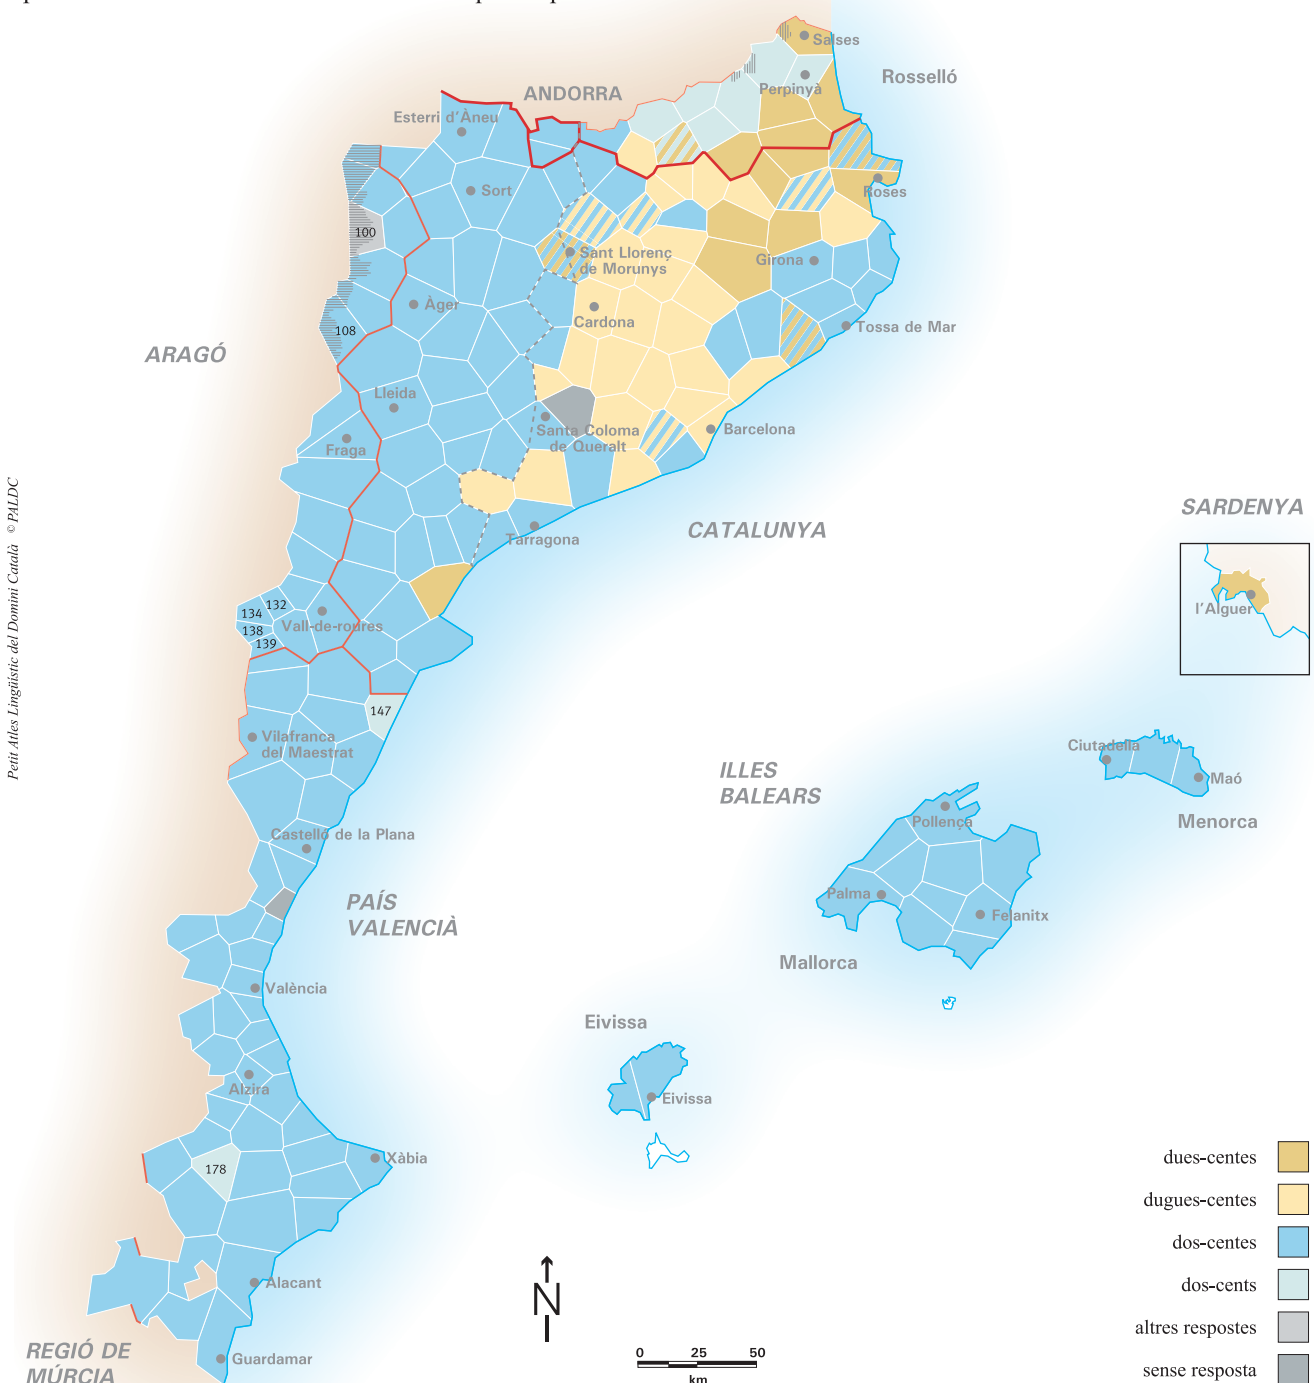 Salses
Rosselló
Perpinyà
ANDORRA
Esterri d'Àneu
Sort
Roses
100
Sant Llorenç
de Morunys
Girona
Àger
Cardona
108
Tossa de Mar
ARAGÓ
Lleida
Santa Coloma
de Queralt
Barcelona
Fraga
CATALUNYA
SARDENYA
Tarragona
l'Alguer
132
134
Vall-de-roures
138
139
147
Vilafranca
del Maestrat
ILLES
BALEARS
Ciutadella
Maó
Menorca
Pollença
Castelló de la Plana
PAÍS
VALENCIÀ
Palma
Felanitx
Mallorca
València
Eivissa
Alzira
Eivissa
Xàbia
178
Alacant
REGIÓ DE
MÚRCIA
Guardamar
N
0 25 50
km
dues-centes
dugues-centes
dos-centes
dos-cents
altres respostes
sense resposta
Petit Atles Lingüístic del Domini Català © PALDC